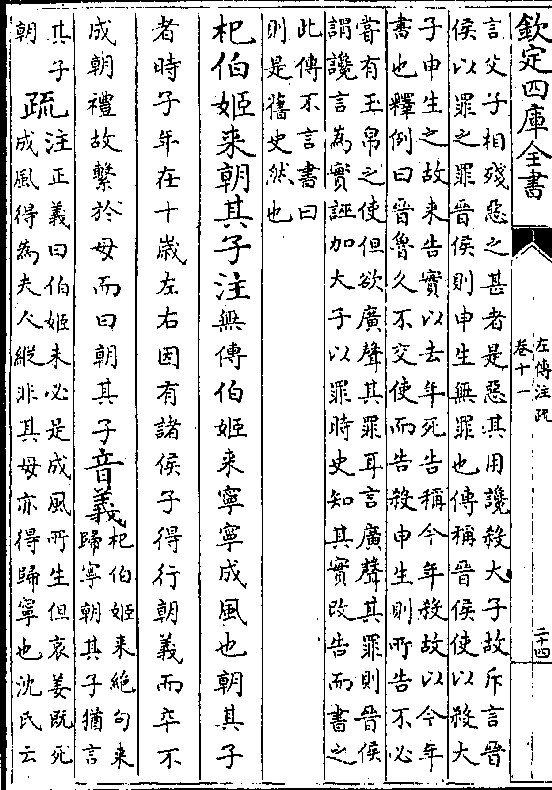 欽定四庫全書
左傳注疏
卷十一
二十四
言父子相殘惡之甚者是惡其用讒殺大子故斥言晉
侯以罪之罪晉侯則申生無罪也傳稱晉侯使以殺大
子申生之故来告實以去年死告稱今年殺故以今年
書也釋例曰晉魯久不交使而告殺申生則所告不必
嘗有玉帛之使但欲廣聲其罪耳言廣聲其罪則晉侯
謂讒言為實誣加大子以罪時史知其實改告而書之
此傳不言書曰
則是舊史然也
杞伯姬来朝其子注無傳伯姬来寧寧成風也朝其子
者時子年在十歳左右因有諸侯子得行朝義而卒不
成朝禮故繫於母而曰朝其子音義杞伯姬来絶句来
歸寧朝其子猶言
其子
朝
疏注正義曰伯姬未必是成風所生但哀姜既死
成風得為夫人縱非其母亦得歸寧也沈氏云